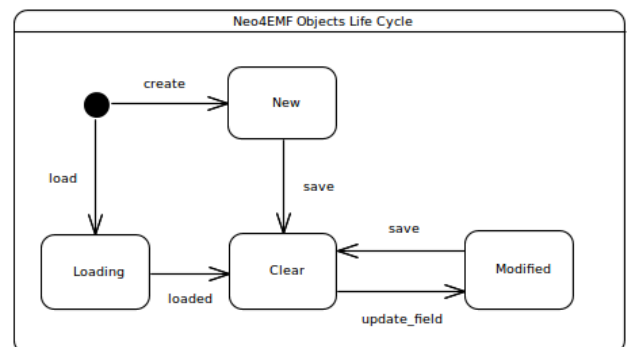 Neo4EMF Objects Life Cycle
create
New
load
save
save
Loading
Clear
Modified
loaded
update_field